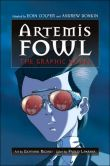 Adapted by EOIN COLFER and ANDREW DONKIN
ARTEMIS
FOWL
THE GRAPHIC NOVEL
Art by GIOVANNI RIGANO Color by PAOLO LAMANNA